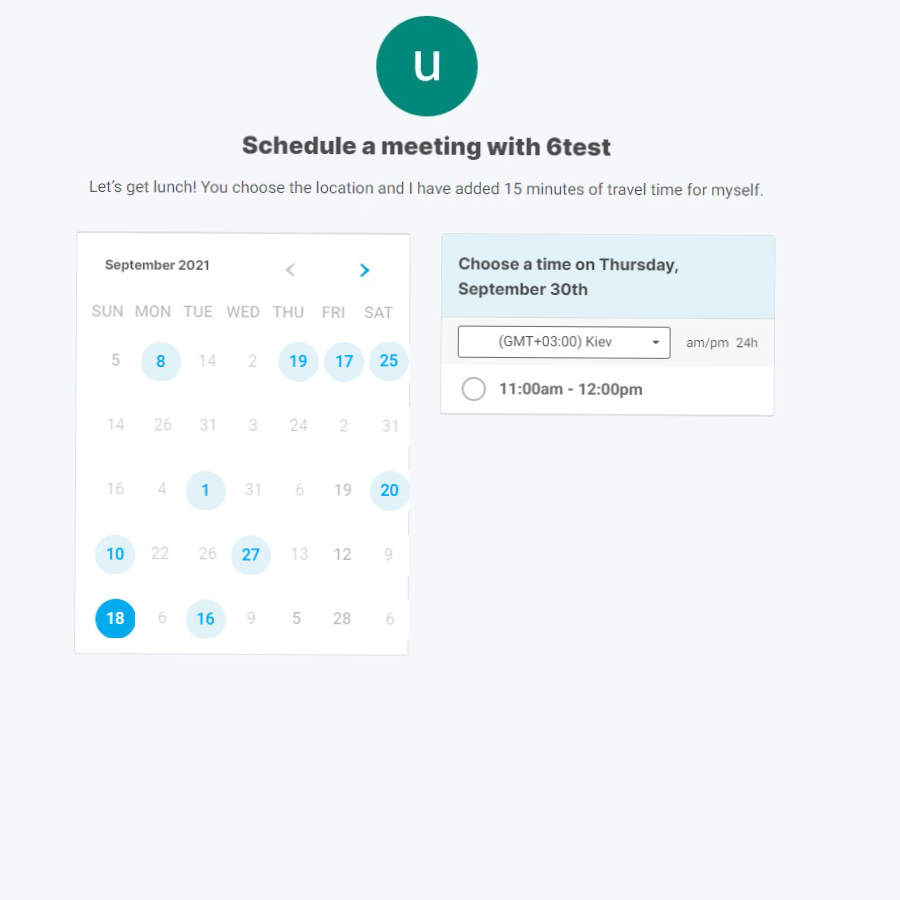 u
Schedule a meeting with 6test
Let's get lunch! You choose the location and I have added 15 minutes of travel time for myself.
September 2021
SUN MON TUE WED THU FRI SAT
5 8 14 2 19 17 25
14 26 31 3 24 2 31
16 4 1 31 6 19 20
10 22 26 27 13 12 9
18 6 16 9 5 28 6
Choose a time on Thursday,
September 30th
(GMT+03:00) Kiev am/pm 24h
11:00am - 12:00pm